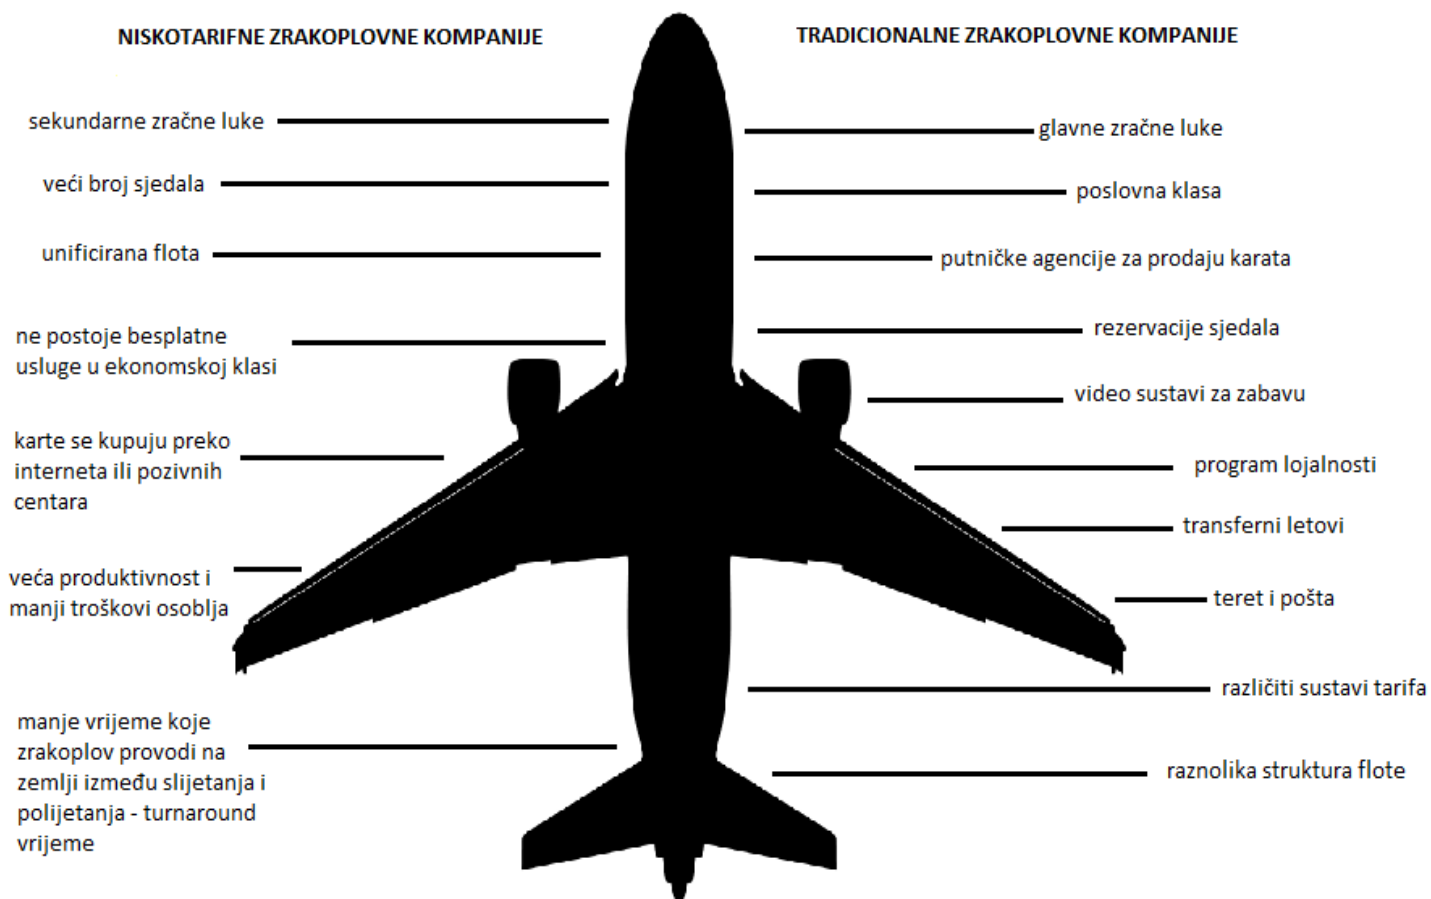 NISKOTARIFNE ZRAKOPLOVNE KOMPANIJE
sekundarne zračne luke
veći broj sjedala
unificirana flota
ne postoje besplatne
usluge u ekonomskoj klasi
karte se kupuju preko
interneta ili pozivnih
centara
veća produktivnost i
manji troškovi osoblja
manje vrijeme koje
zrakoplov provodi na
zemlji između slijetanja i
polijetanja - turnaround
vrijeme
TRADICIONALNE ZRAKOPLOVNE KOMPANIJE
glavne zračne luke
poslovna klasa
putničke agencije za prodaju karata
rezervacije sjedala
video sustavi za zabavu
program lojalnosti
transferni letovi
teret i pošta
različiti sustavi tarifa
raznolika struktura flote